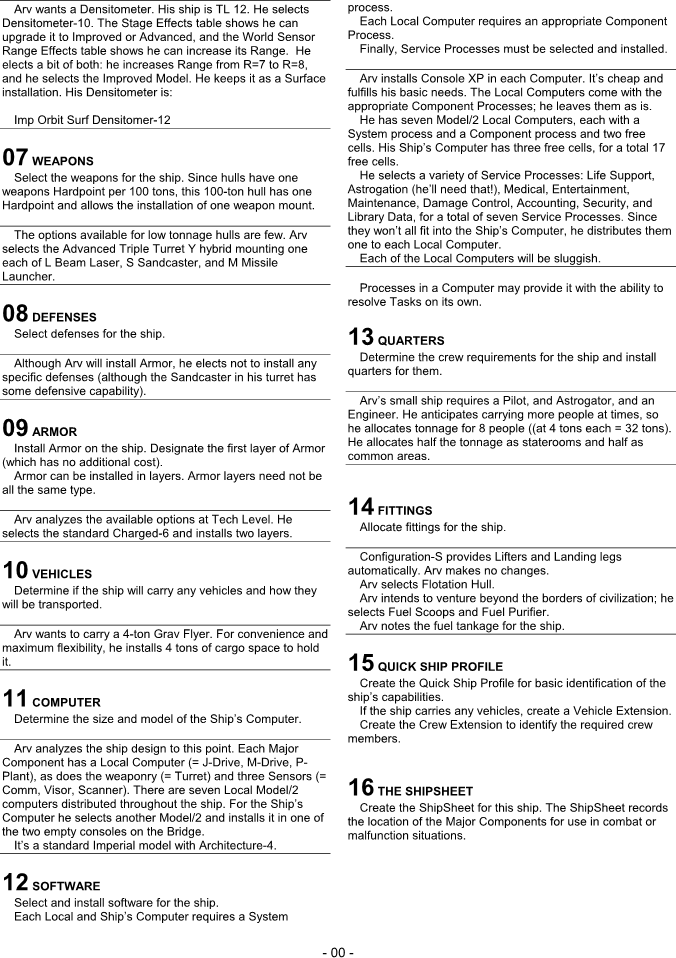 Arv wants a Densitometer. His ship is TL 12. He selects
Densitometer-10. The Stage Effects table shows he can
upgrade it to Improved or Advanced, and the World Sensor
Range Effects table shows he can increase its Range.  He
elects a bit of both: he increases Range from R=7 to R=8,
and he selects the Improved Model. He keeps it as a Surface
installation. His Densitometer is:
Imp Orbit Surf Densitomer-12
07 WEAPONS
Select the weapons for the ship. Since hulls have one
weapons Hardpoint per 100 tons, this 100-ton hull has one
Hardpoint and allows the installation of one weapon mount.
The options available for low tonnage hulls are few. Arv
selects the Advanced Triple Turret Y hybrid mounting one
each of L Beam Laser, S Sandcaster, and M Missile
Launcher.
08 DEFENSES
Select defenses for the ship.
Although Arv will install Armor, he elects not to install any
specific defenses (although the Sandcaster in his turret has
some defensive capability).
09 ARMOR
Install Armor on the ship. Designate the first layer of Armor
(which has no additional cost).
Armor can be installed in layers. Armor layers need not be
all the same type.
Arv analyzes the available options at Tech Level. He
selects the standard Charged-6 and installs two layers.
10 VEHICLES
Determine if the ship will carry any vehicles and how they
will be transported.
Arv wants to carry a 4-ton Grav Flyer. For convenience and
maximum flexibility, he installs 4 tons of cargo space to hold
it.
11 COMPUTER
Determine the size and model of the Ship's Computer.
Arv analyzes the ship design to this point. Each Major
Component has a Local Computer (= J-Drive, M-Drive, P-
Plant), as does the weaponry (= Turret) and three Sensors (=
Comm, Visor, Scanner). There are seven Local Model/2
computers distributed throughout the ship. For the Ship's
Computer he selects another Model/2 and installs it in one of
the two empty consoles on the Bridge.
It's a standard Imperial model with Architecture-4.
12 SOFTWARE
Select and install software for the ship.
Each Local and Ship's Computer requires a System
process.
Each Local Computer requires an appropriate Component
Process.
Finally, Service Processes must be selected and installed.
Arv installs Console XP in each Computer. It's cheap and
fulfills his basic needs. The Local Computers come with the
appropriate Component Processes; he leaves them as is.
He has seven Model/2 Local Computers, each with a
System process and a Component process and two free
cells. His Ship's Computer has three free cells, for a total 17
free cells.
He selects a variety of Service Processes: Life Support,
Astrogation (he'll need that!), Medical, Entertainment,
Maintenance, Damage Control, Accounting, Security, and
Library Data, for a total of seven Service Processes. Since
they won't all fit into the Ship's Computer, he distributes them
one to each Local Computer.
Each of the Local Computers will be sluggish.
Processes in a Computer may provide it with the ability to
resolve Tasks on its own.
13 QUARTERS
Determine the crew requirements for the ship and install
quarters for them.
Arv's small ship requires a Pilot, and Astrogator, and an
Engineer. He anticipates carrying more people at times, so
he allocates tonnage for 8 people ((at 4 tons each = 32 tons).
He allocates half the tonnage as staterooms and half as
common areas.
14 FITTINGS
Allocate fittings for the ship.
Configuration-S provides Lifters and Landing legs
automatically. Arv makes no changes.
Arv selects Flotation Hull.
Arv intends to venture beyond the borders of civilization; he
selects Fuel Scoops and Fuel Purifier.
Arv notes the fuel tankage for the ship.
15 QUICK SHIP PROFILE
Create the Quick Ship Profile for basic identification of the
ship's capabilities.
If the ship carries any vehicles, create a Vehicle Extension.
Create the Crew Extension to identify the required crew
members.
16 THE SHIPSHEET
Create the ShipSheet for this ship. The ShipSheet records
the location of the Major Components for use in combat or
malfunction situations.
- 00 -